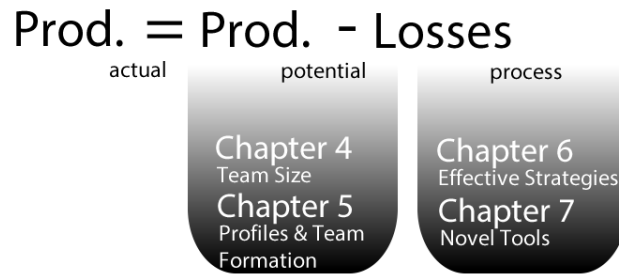 Prod. = Prod. - Losses
actual potential process
Chapter 4
Team Size
Chapter 5
Profiles & Team
Formation
Chapter 6
Effective Strategies
Chapter 7
Novel Tools